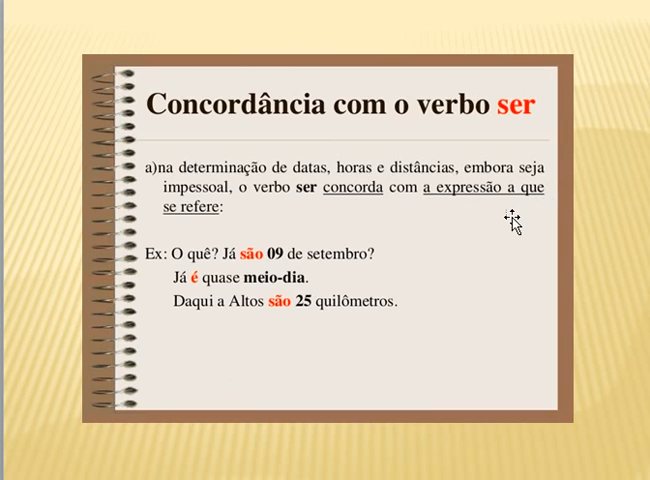 Concordância com o verbo ser
a)na determinação de datas, horas e distâncias, embora seja
impessoal, o verbo ser concorda com a expressão a que
se refere:
Ex: O quê? Já são 09 de setembro?
Já é quase meio-dia.
Daqui a Altos são 25 quilômetros.